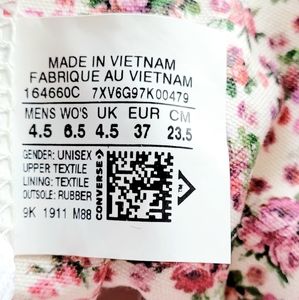 MADE IN VIETNAM
FABRIQUE AU VIETNAM
164660C 7XV6G97K00479
MENS WO'S UK EUR CM
4.5 6.5 4.5 37 23.5
GENDER: UNISEX
UPPER TEXTILE
LINING: TEXTILE
OUTSOLE: RUBBER
9K 1911 M88
CONVERSE